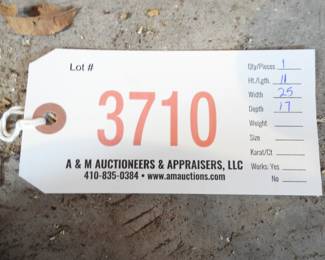 Lot #
3710
A & M AUCTIONEERS & APPRAISERS, LLC
410-835-0384 • www.amauctions.com
Qty/Pieces 1
Ht./Lgth. 11
Width 25
Depth 17
Weight
Size
Karat/Ct
Works: Yes
No